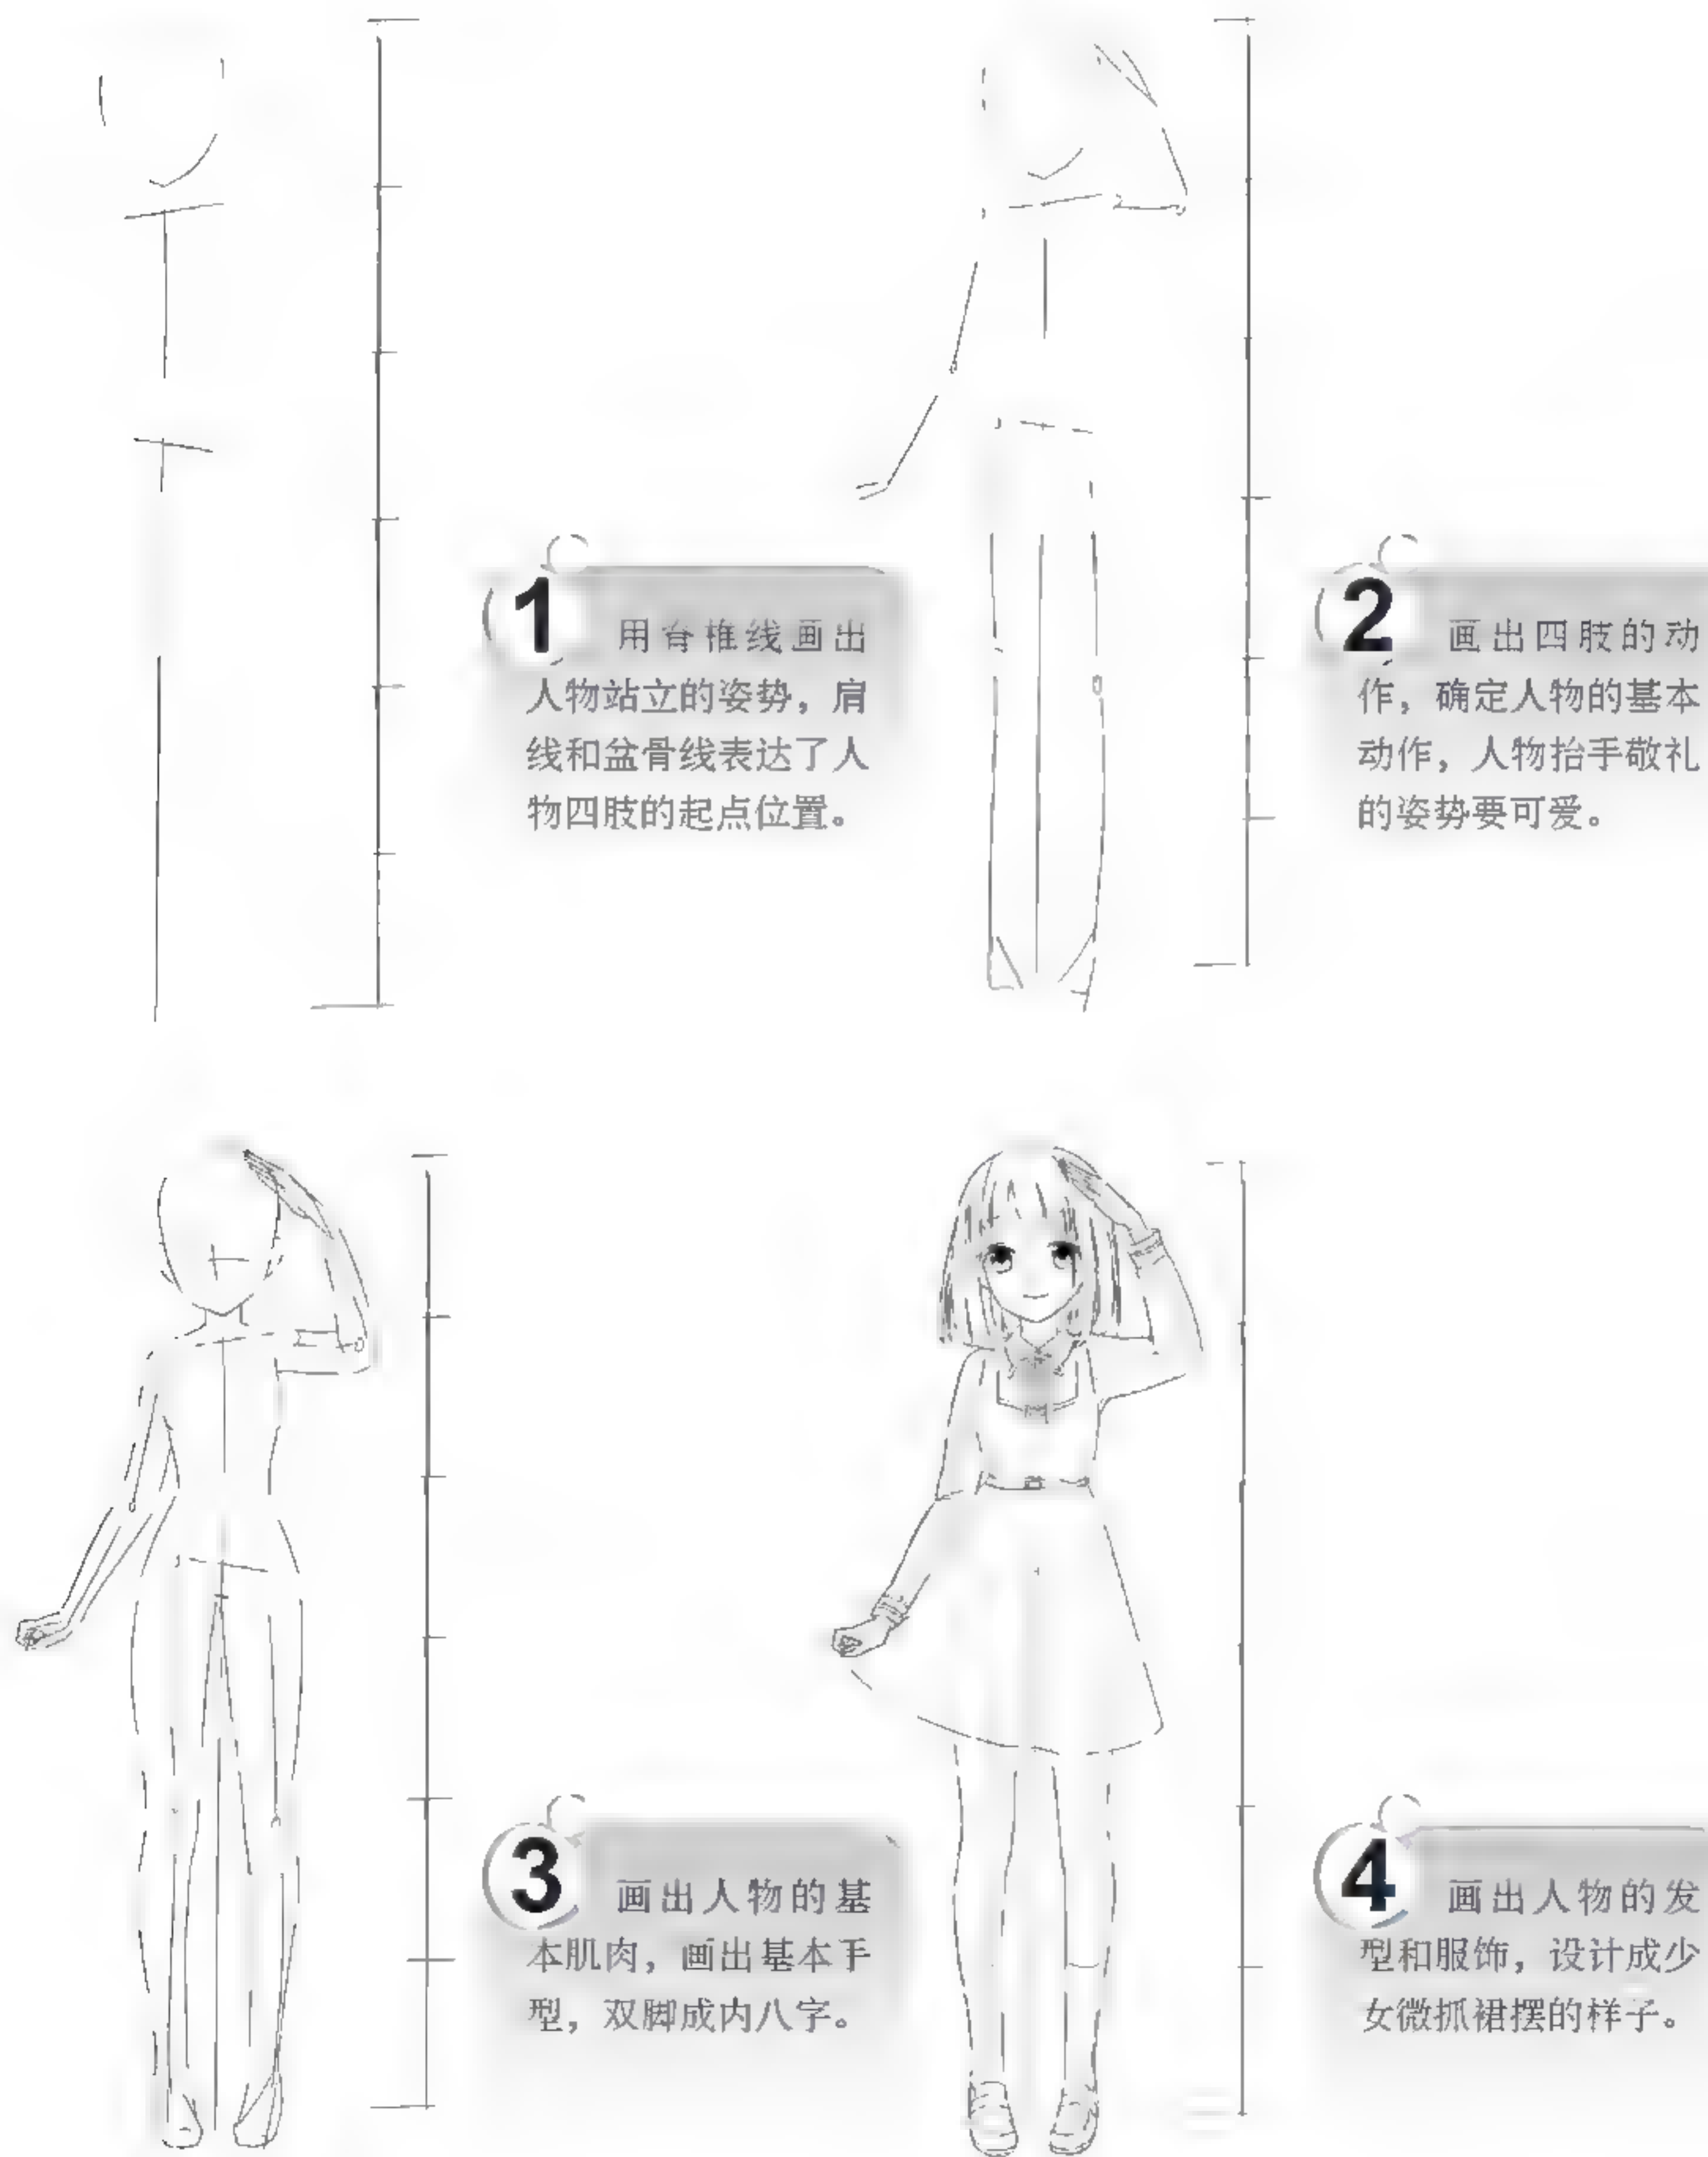 1
用脊椎线画出
人物站立的姿势，肩
线和盆骨线表达了人
物四肢的起点位置。
2
画出四肢的动
作，确定人物的基本
动作，人物抬手敬礼
的姿势要可爱。
3
画出人物的基
本肌肉，画出基本手
型，双脚成内八字。
4
画出人物的发
型和服饰，设计成少
女微抓裙摆的样子。